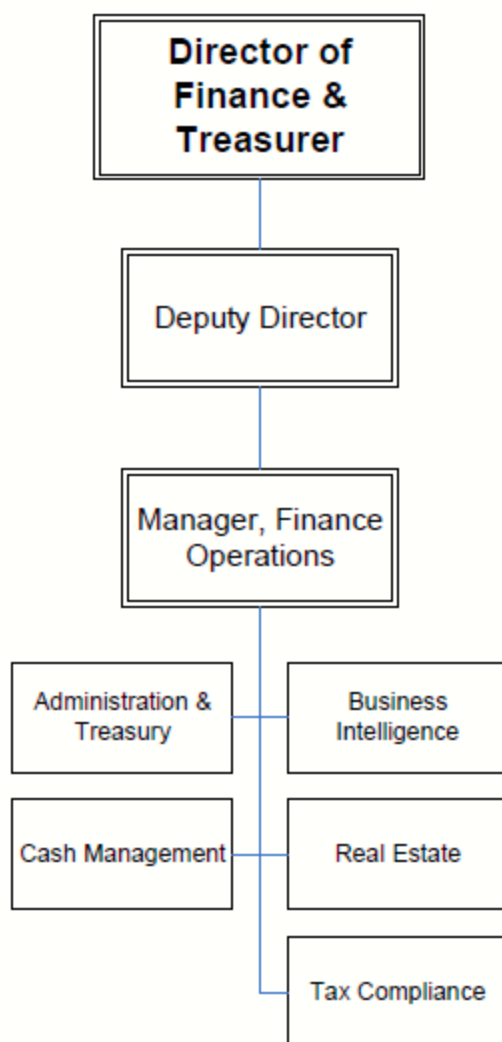 Director of
Finance &
Treasurer
Deputy Director
Manager, Finance
Operations
Administration &
Treasury
Business
Intelligence
Cash Management
Real Estate
Tax Compliance